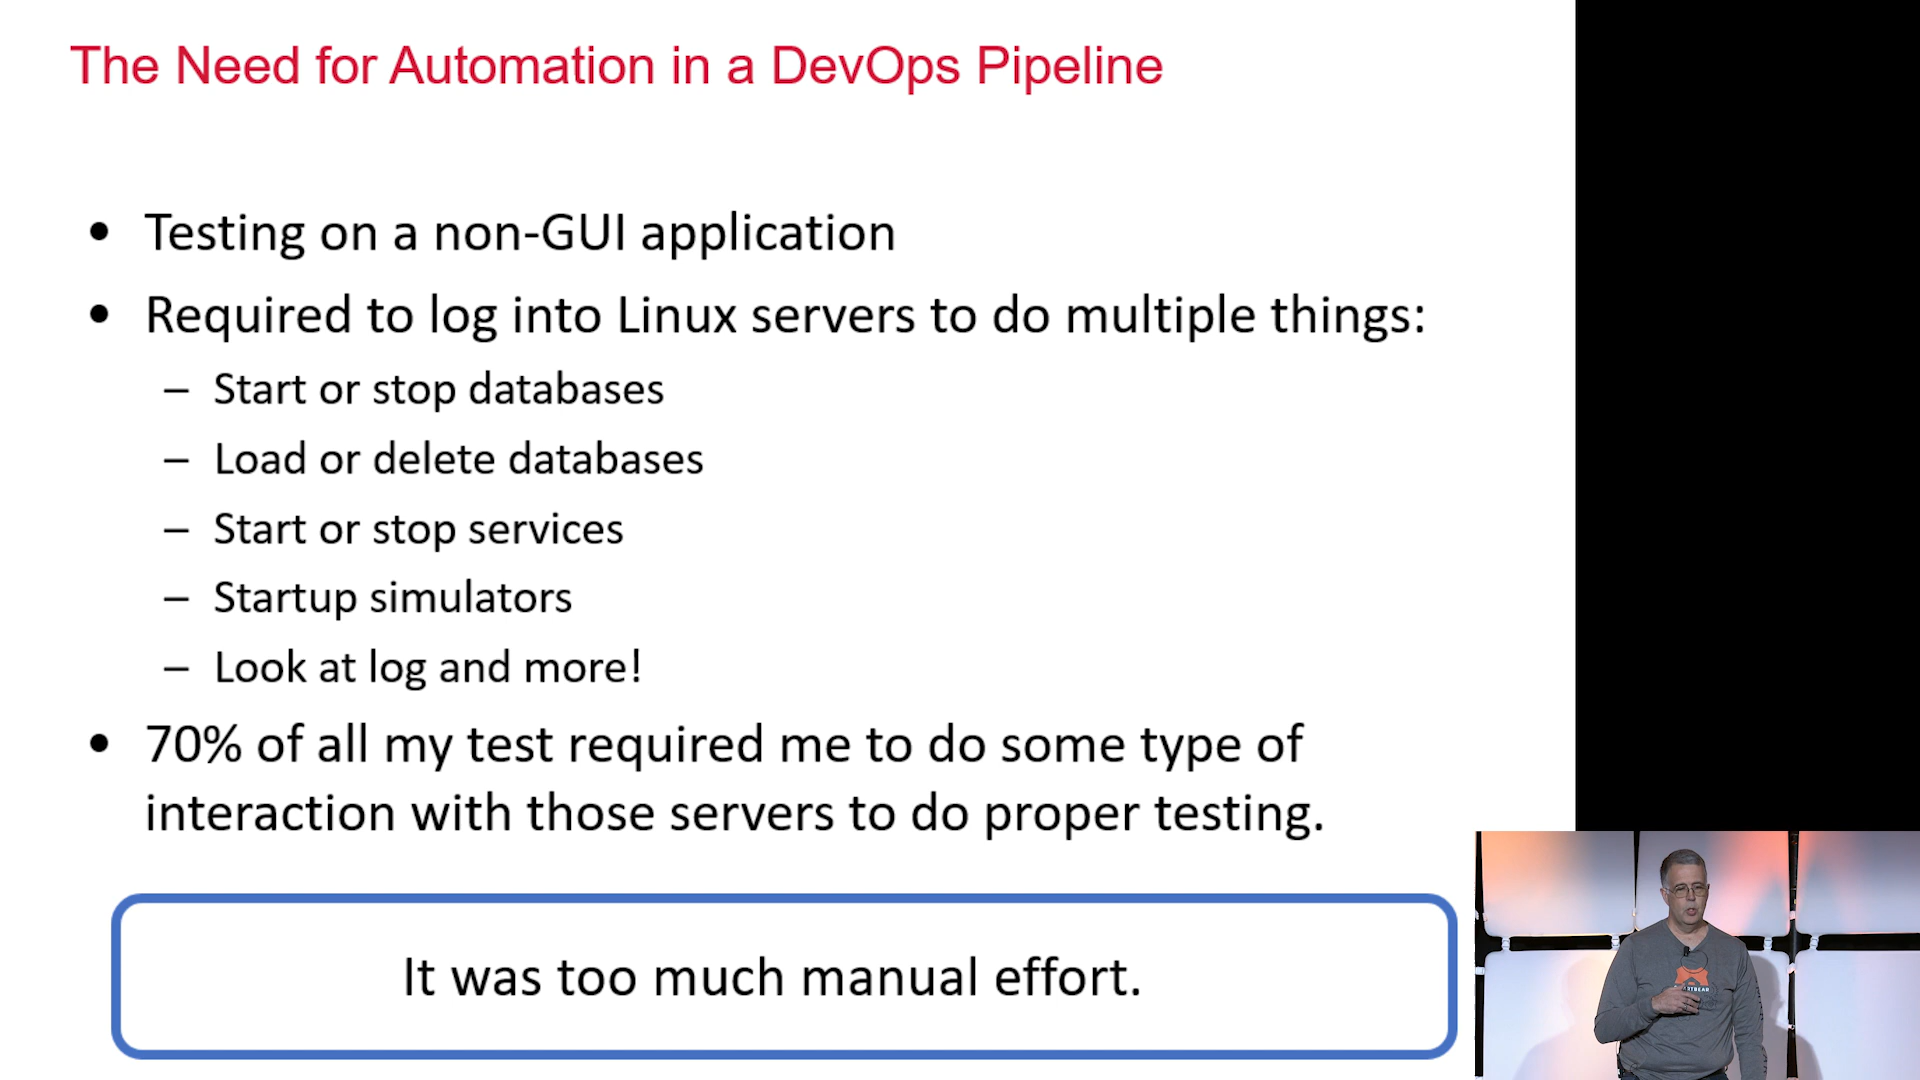 The Need for Automation in a DevOps Pipeline
• Testing on a non-GUI application
• Required to log into Linux servers to do multiple things:
– Start or stop databases
– Load or delete databases
– Start or stop services
– Startup simulators
– Look at log and more!
• 70% of all my test required me to do some type of
interaction with those servers to do proper testing.
It was too much manual effort.